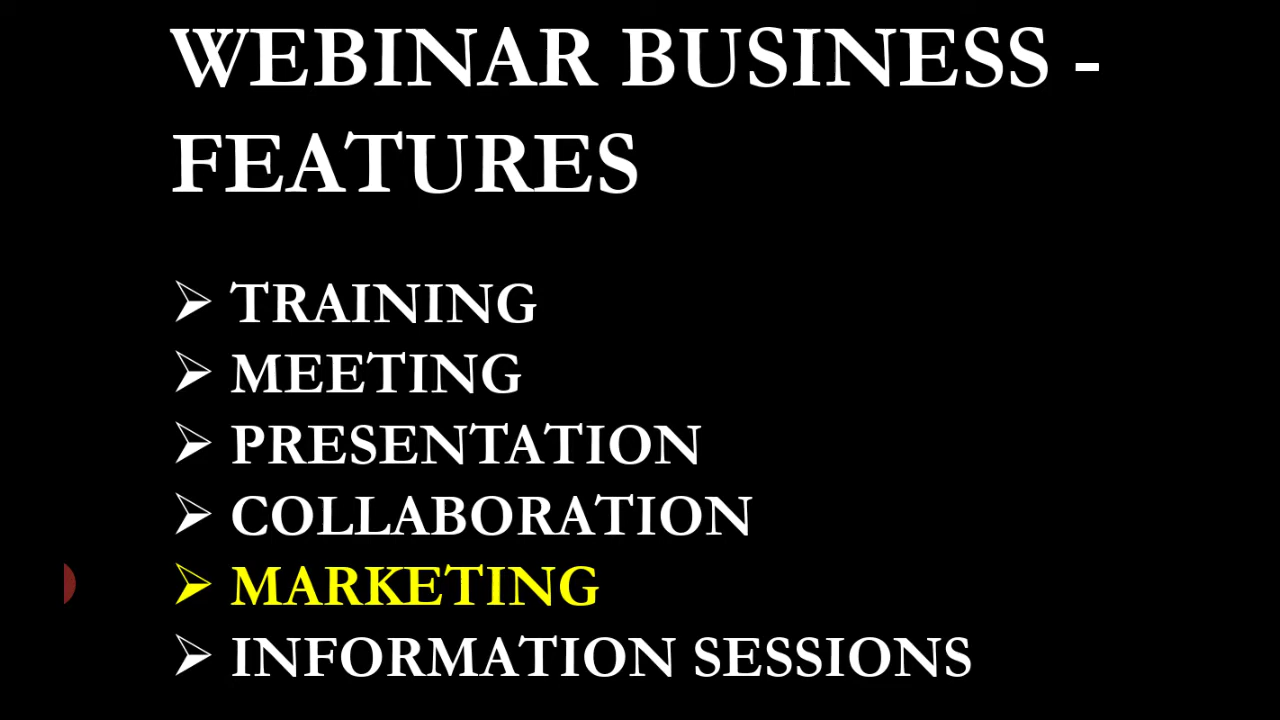 WEBINAR BUSINESS -
FEATURES
➢ TRAINING
➢ MEETING
➢ PRESENTATION
➢ COLLABORATION
➢ MARKETING
➢ INFORMATION SESSIONS